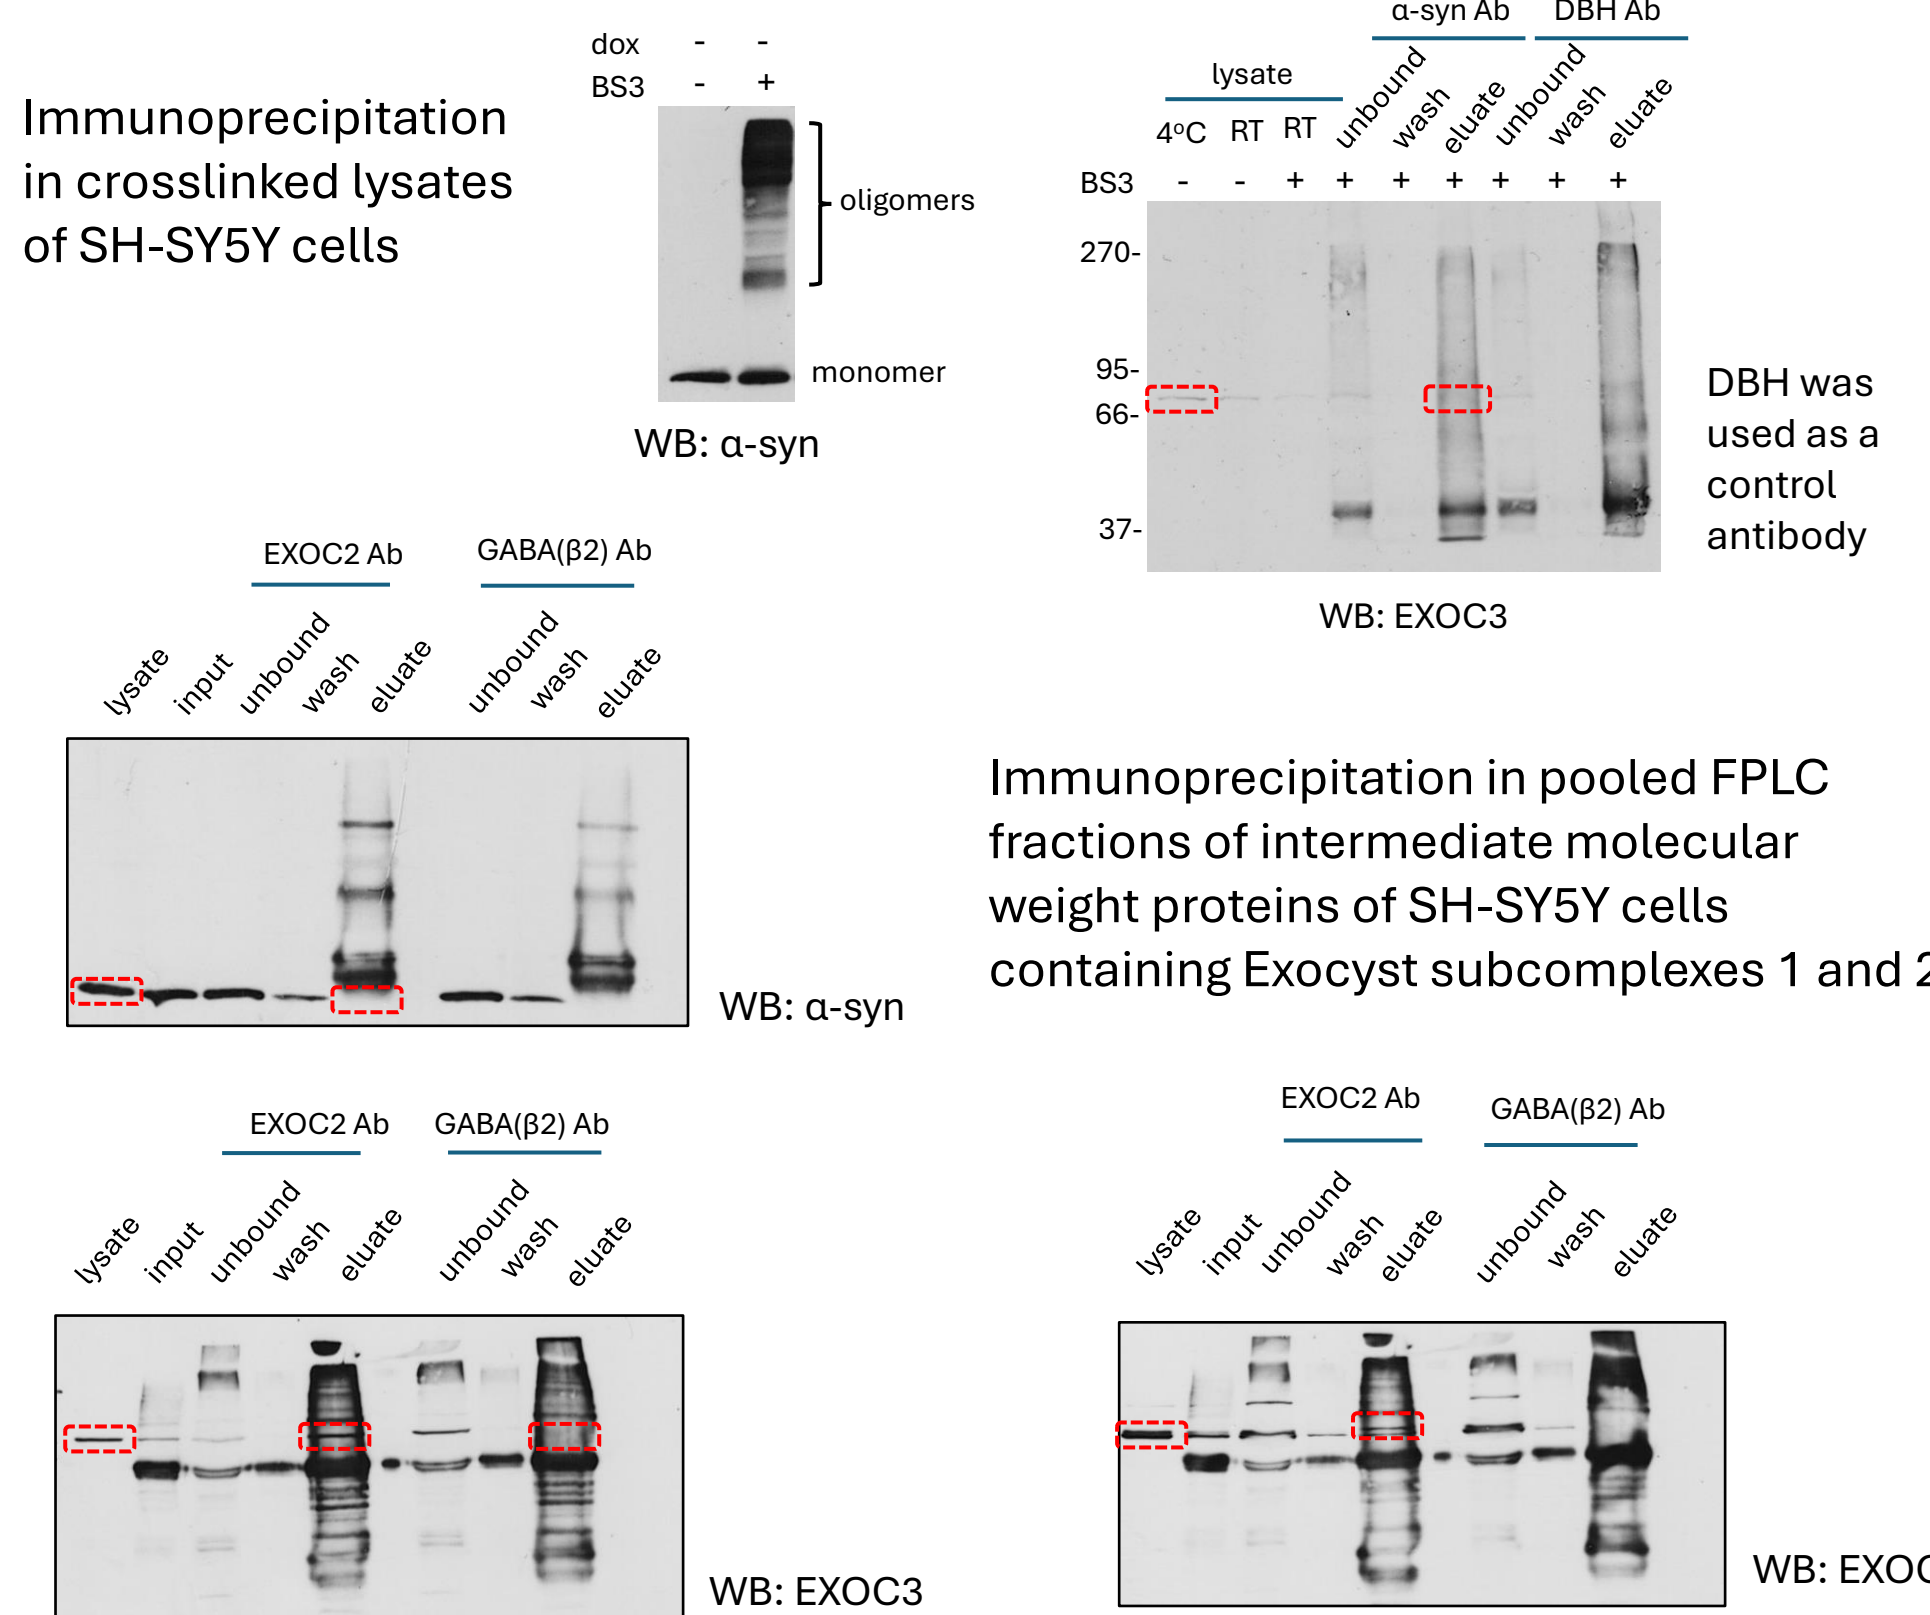 Immunoprecipitation
in crosslinked lysates
of SH-SY5Y cells
dox - -
BS3 - +
oligomers
monomer
WB: α-syn
α-syn Ab DBH Ab
lysate
4°C RT RT unbound wash eluate unbound wash eluate
BS3 - - + + + + + + +
270-
95-
66-
37-
WB: EXOC3
DBH was
used as a
control
antibody
EXOC2 Ab GABA(β2) Ab
lysate input unbound wash eluate unbound wash eluate
WB: α-syn
Immunoprecipitation in pooled FPLC
fractions of intermediate molecular
weight proteins of SH-SY5Y cells
containing Exocyst subcomplexes 1 and 2
EXOC2 Ab GABA(β2) Ab
lysate input unbound wash eluate unbound wash eluate
WB: EXOC3
EXOC2 Ab GABA(β2) Ab
lysate input unbound wash eluate unbound wash eluate
WB: EXO